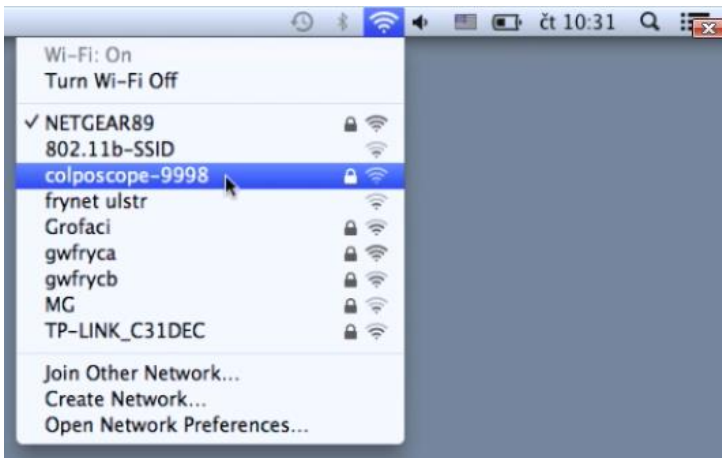 čt 10:31
Wi-Fi: On
Turn Wi-Fi Off
NETGEAR89
802.11b-SSID
colposcope-9998
frynet ulstr
Grofaci
gwfryca
gwfrycb
MG
TP-LINK_C31DEC
Join Other Network...
Create Network...
Open Network Preferences...